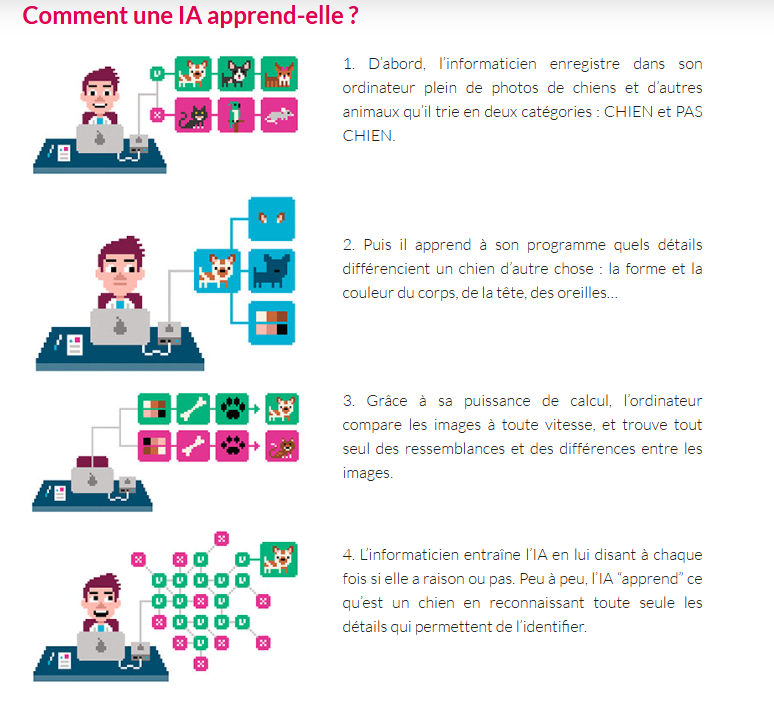 Comment une IA apprend-elle ?
1. D'abord, l'informaticien enregistre dans son
ordinateur plein de photos de chiens et d'autres
animaux qu'il trie en deux catégories : CHIEN et PAS
CHIEN.
2. Puis il apprend à son programme quels détails
différencient un chien d'autre chose : la forme et la
couleur du corps, de la tête, des oreilles…
3. Grâce à sa puissance de calcul, l'ordinateur
compare les images à toute vitesse, et trouve tout
seul des ressemblances et des différences entre les
images.
4. L'informaticien entraîne l'IA en lui disant à chaque
fois si elle a raison ou pas. Peu à peu, l'IA "apprend" ce
qu'est un chien en reconnaissant toute seule les
détails qui permettent de l'identifier.